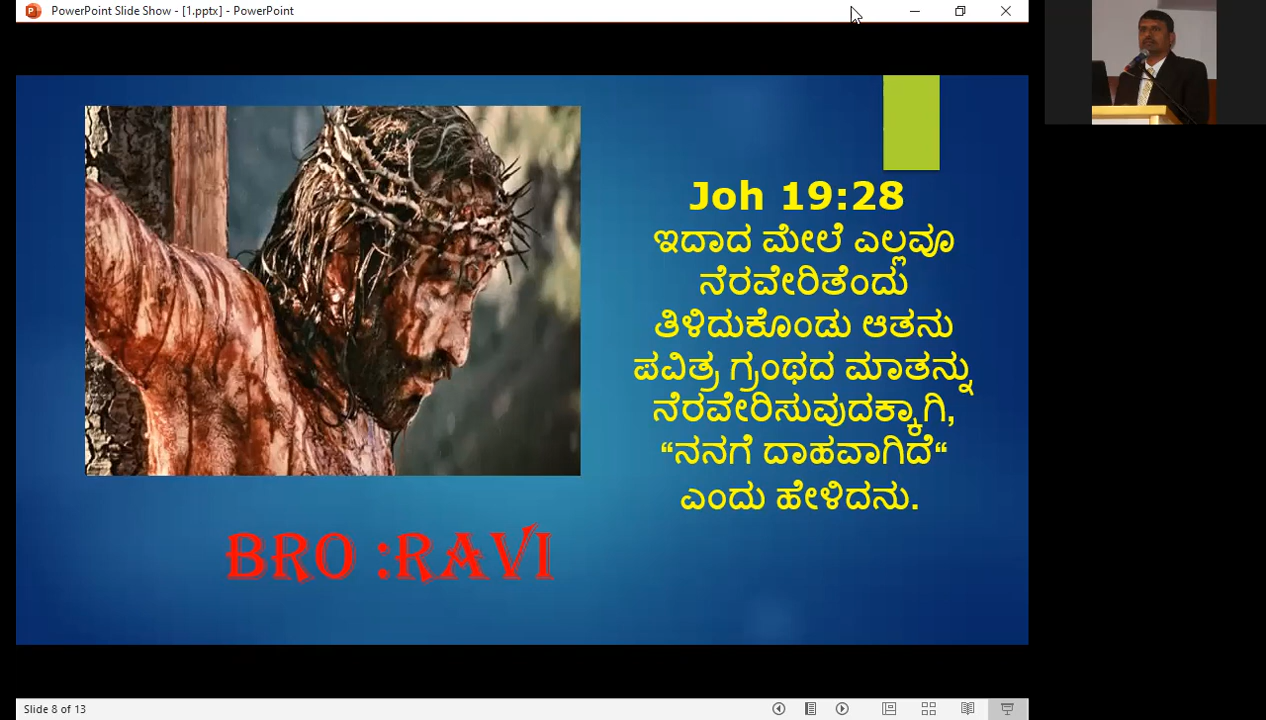 PowerPoint Slide Show - [1.pptx] - PowerPoint
Joh 19:28
ಇದಾದ ಮೇಲೆ ಎಲ್ಲವೂ
ನೆರವೇರಿತೆಂದು
ತಿಳಿದುಕೊಂಡು ಆತನು
ಪವಿತ್ರ ಗ್ರಂಥದ ಮಾತನ್ನು
ನೆರವೇರಿಸುವುದಕ್ಕಾಗಿ,
“ನನಗೆ ದಾಹವಾಗಿದೆ“
ಎಂದು ಹೇಳಿದನು.
BRO :RAVI
Slide 8 of 13